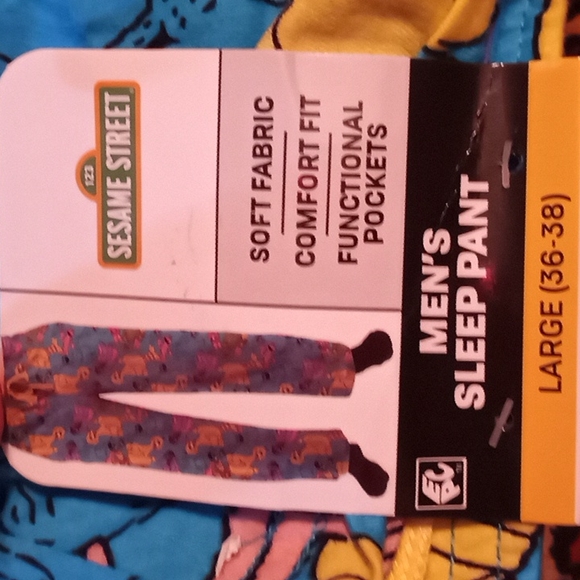 123
SESAME STREET
SOFT FABRIC
COMFORT FIT
FUNCTIONAL
POCKETS
MEN'S
SLEEP PANT
LARGE (36-38)